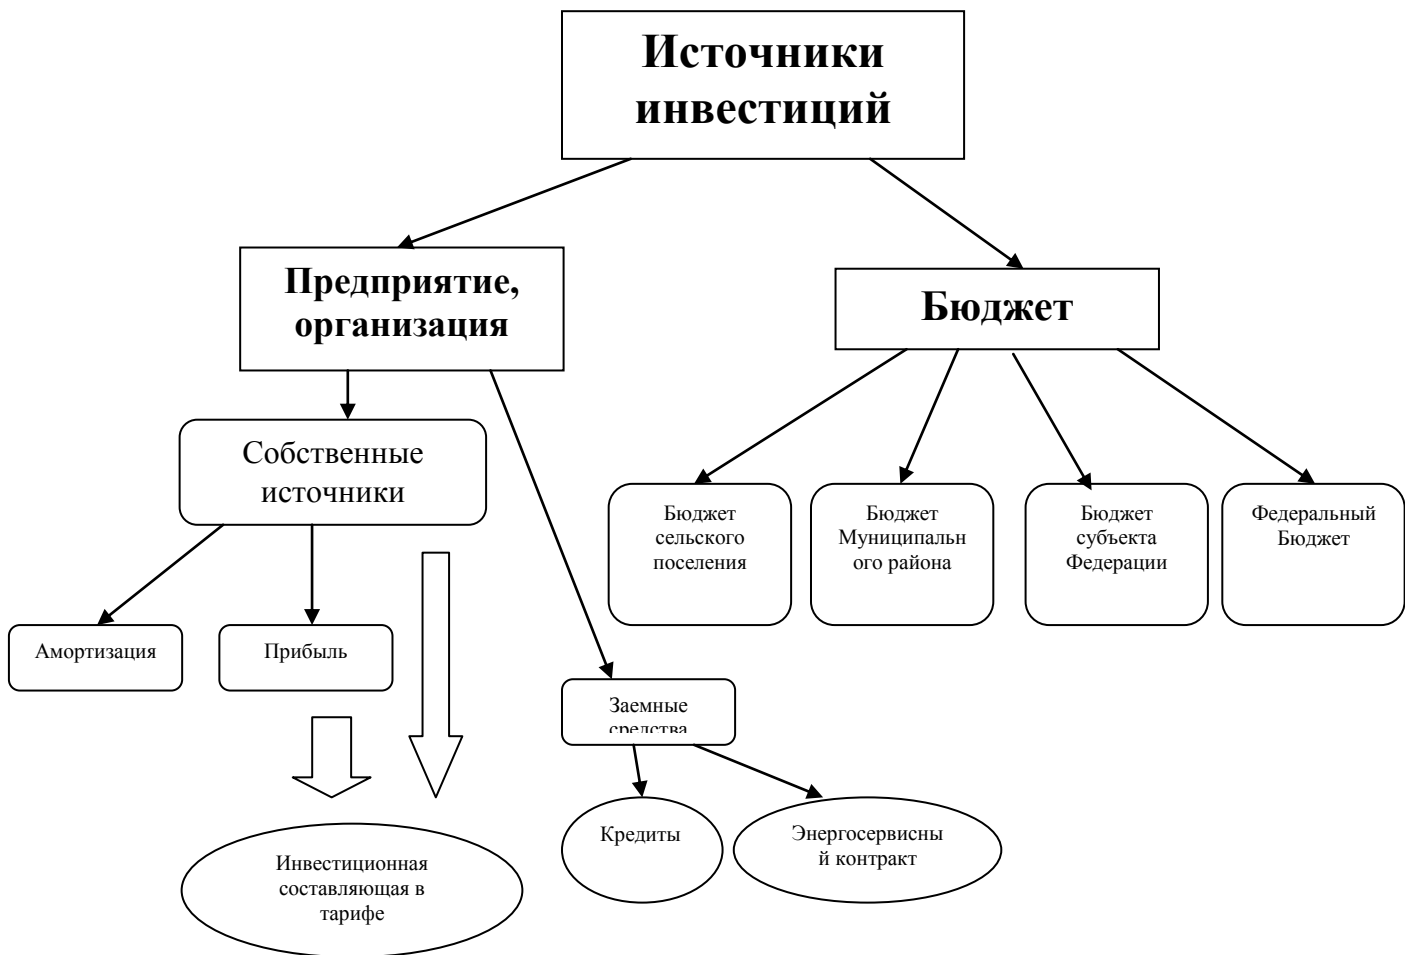 Источники
инвестиций
Предприятие,
организация
Бюджет
Собственные
источники
Бюджет
сельского
поселения
Бюджет
Муниципальн
ого района
Бюджет
субъекта
Федерации
Федеральный
Бюджет
Амортизация
Прибыль
Заемные
средства
Кредиты
Энергосервисны
й контракт
Инвестиционная
составляющая в
тарифе